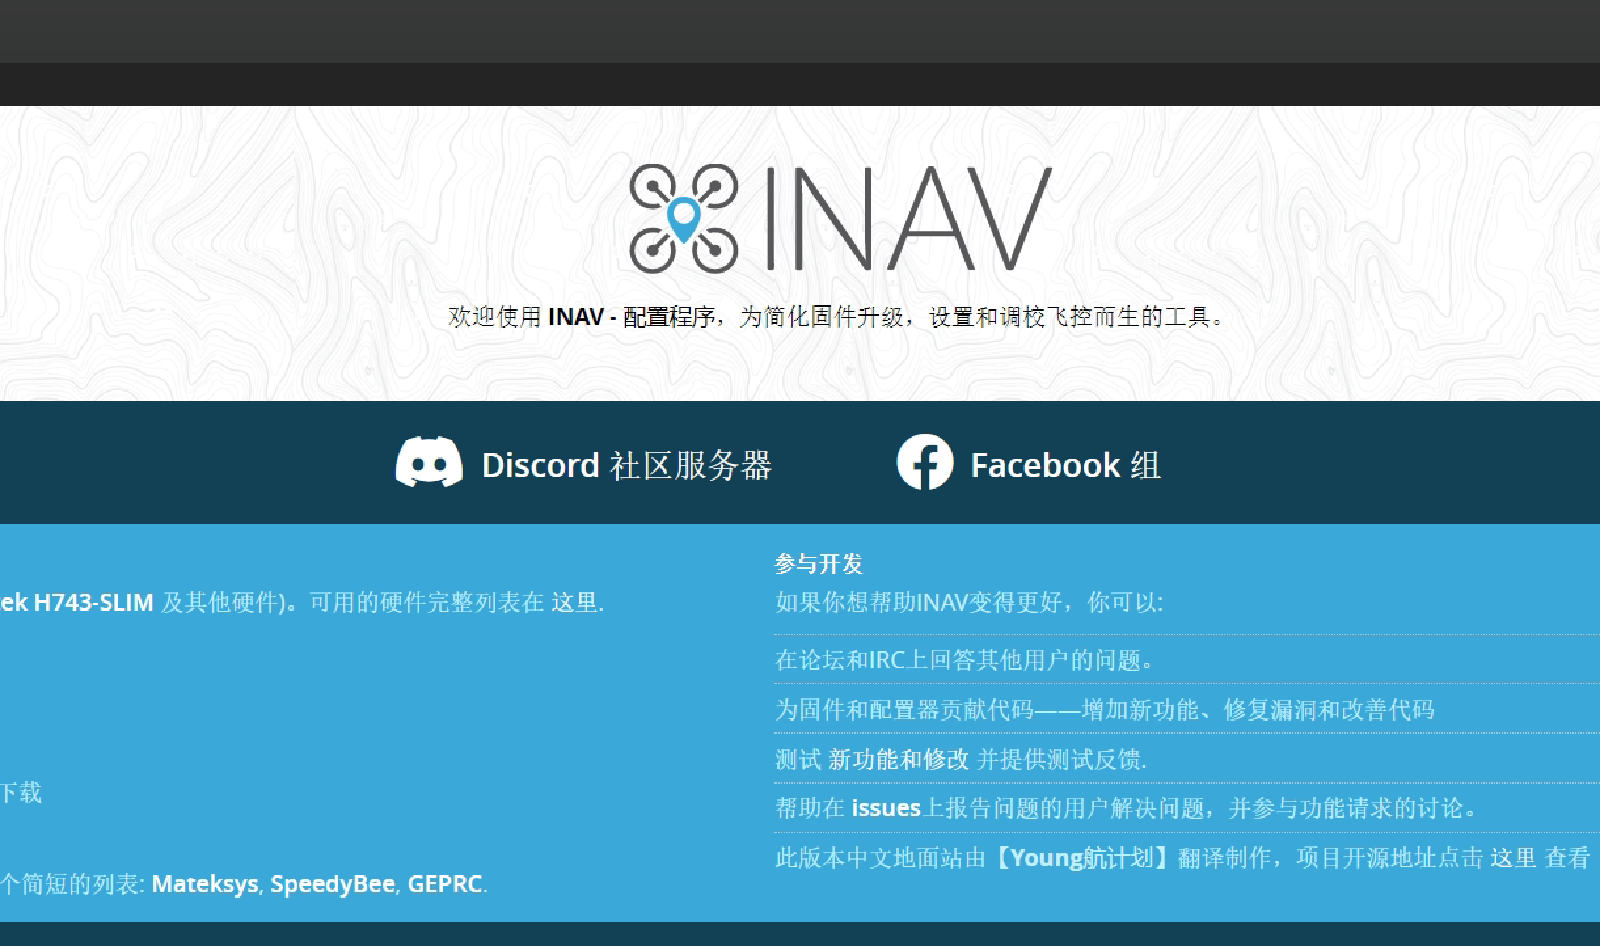 INAV
欢迎使用 INAV - 配置程序，为简化固件升级，设置和调校飞控而生的工具。
Discord 社区服务器
Facebook 组
ek H743-SLIM 及其他硬件)。可用的硬件完整列表在 这里.
下载
个简短的列表: Mateksys, SpeedyBee, GEPRC.
参与开发
如果你想帮助INAV变得更好，你可以:
在论坛和IRC上回答其他用户的问题。
为固件和配置器贡献代码——增加新功能、修复漏洞和改善代码
测试 新功能和修改 并提供测试反馈.
帮助在 issues上报告问题的用户解决问题，并参与功能请求的讨论。
此版本中文地面站由【Young航计划】翻译制作，项目开源地址点击 这里 查看